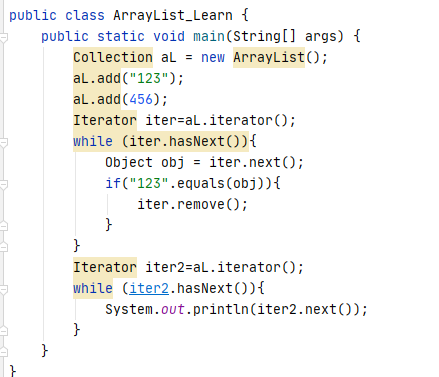 public class ArrayList_Learn {
    public static void main(String[] args) {
        Collection aL = new ArrayList();
        aL.add("123");
        aL.add(456);
        Iterator iter=aL.iterator();
        while (iter.hasNext()){
            Object obj = iter.next();
            if("123".equals(obj)){
                iter.remove();
            }
        }
        Iterator iter2=aL.iterator();
        while (iter2.hasNext()){
            System.out.println(iter2.next());
        }
    }
}